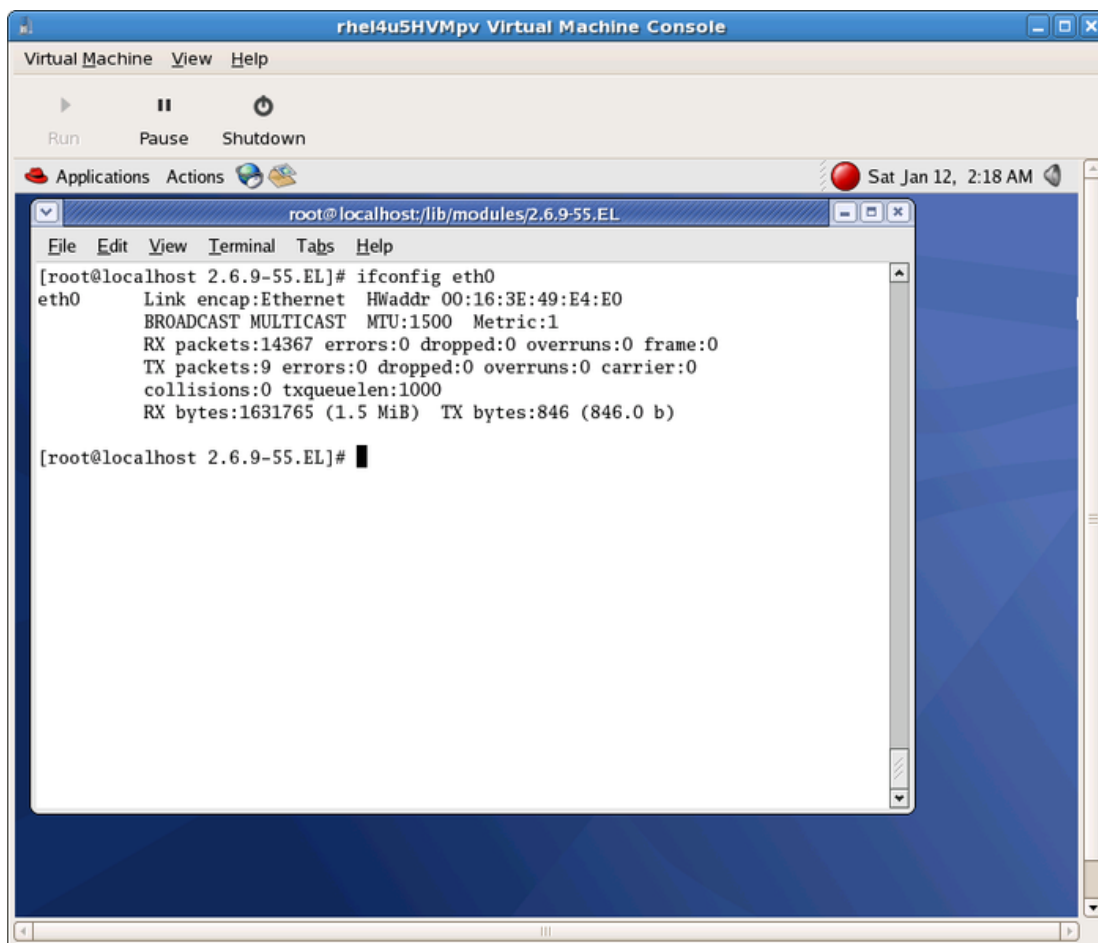 rhel4u5HVMpv Virtual Machine Console
Virtual Machine View Help
Run Pause Shutdown
Applications Actions Sat Jan 12, 2:18 AM
root@localhost:/lib/modules/2.6.9-55.EL
File Edit View Terminal Tabs Help
[root@localhost 2.6.9-55.EL]# ifconfig eth0
eth0 Link encap:Ethernet HWaddr 00:16:3E:49:E4:E0
BROADCAST MULTICAST MTU:1500 Metric:1
RX packets:14367 errors:0 dropped:0 overruns:0 frame:0
TX packets:9 errors:0 dropped:0 overruns:0 carrier:0
collisions:0 txqueuelen:1000
RX bytes:1631765 (1.5 MiB) TX bytes:846 (846.0 b)
[root@localhost 2.6.9-55.EL]#